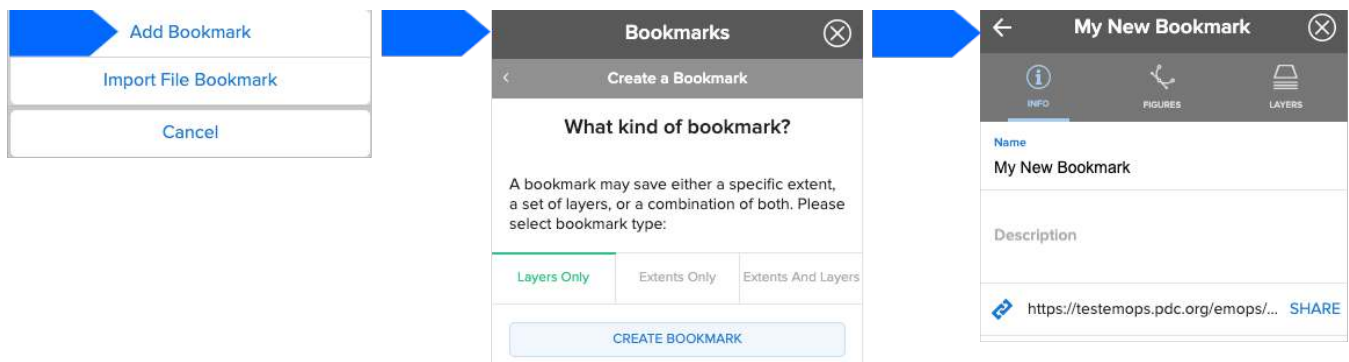 Add Bookmark
Import File Bookmark
Cancel
Bookmarks
Create a Bookmark
What kind of bookmark?
A bookmark may save either a specific extent,
a set of layers, or a combination of both. Please
select bookmark type:
Layers Only Extents Only Extents And Layers
CREATE BOOKMARK
My New Bookmark
INFO FIGURES LAYERS
Name
My New Bookmark
Description
https://testemops.pdc.org/emops/... SHARE